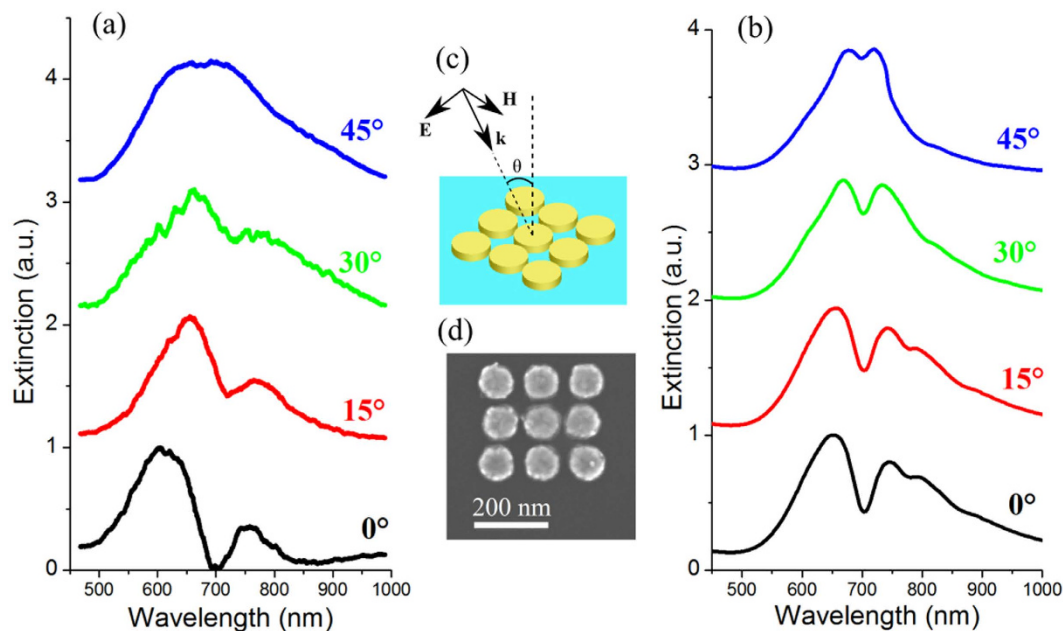 (a)
Extinction (a.u.)
4
3
2
1
0
45°
30°
15°
0°
500 600 700 800 900 1000
Wavelength (nm)
(c)
E
H
k
θ
(d)
200 nm
(b)
Extinction (a.u.)
4
3
2
1
0
45°
30°
15°
0°
500 600 700 800 900 1000
Wavelength (nm)